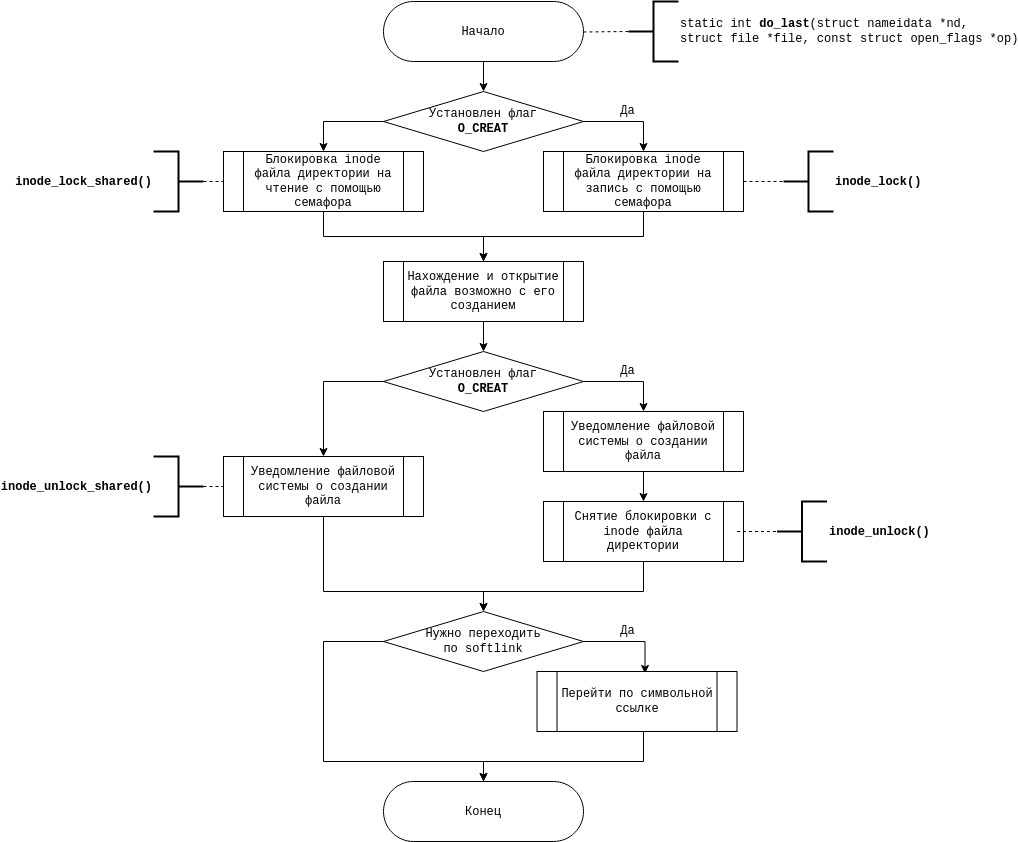 Начало
static int do_last(struct nameidata *nd,
struct file *file, const struct open_flags *op)
Установлен флаг
O_CREAT
Да
inode_lock_shared()
Блокировка inode
файла директории на
чтение с помощью
семафора
Блокировка inode
файла директории на
запись с помощью
семафора
inode_lock()
Нахождение и открытие
файла возможно с его
созданием
Установлен флаг
O_CREAT
Да
Уведомление файловой
системы о создании
файла
inode_unlock_shared()
Уведомление файловой
системы о создании
файла
Снятие блокировки с
inode файла
директории
inode_unlock()
Нужно переходить
по softlink
Да
Перейти по символьной
ссылке
Конец